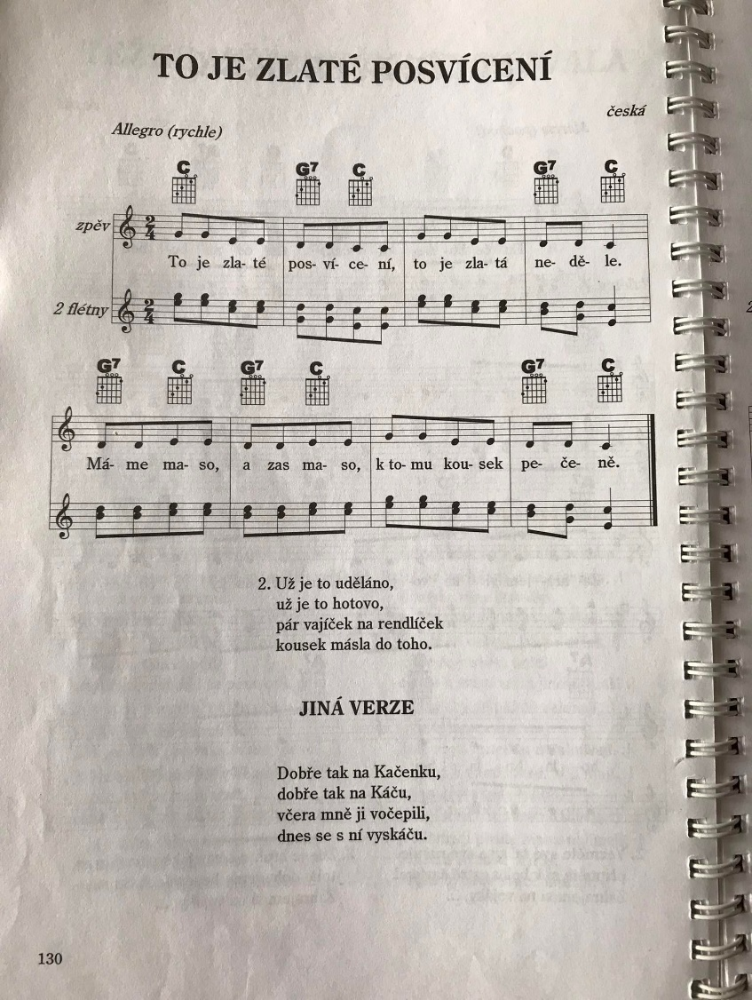 TO JE ZLATÉ POSVÍCENÍ
česká
Allegro (rychle)
C G7 C G7 C
zpěv
2 4
To je zla- té pos- ví- ce- ní, to je zla- tá ne- dě- le.
2 flétny
2 4
G7 C G7 C G7 C
Má- me ma- so, a zas ma- so, k to- mu kou- sek pe- če- ně.
2. Už je to uděláno,
už je to hotovo,
pár vajíček na rendlíček
kousek másla do toho.
JINÁ VERZE
Dobře tak na Kačenku,
dobře tak na Káču,
včera mně ji vočepili,
dnes se s ní vyskáču.
130